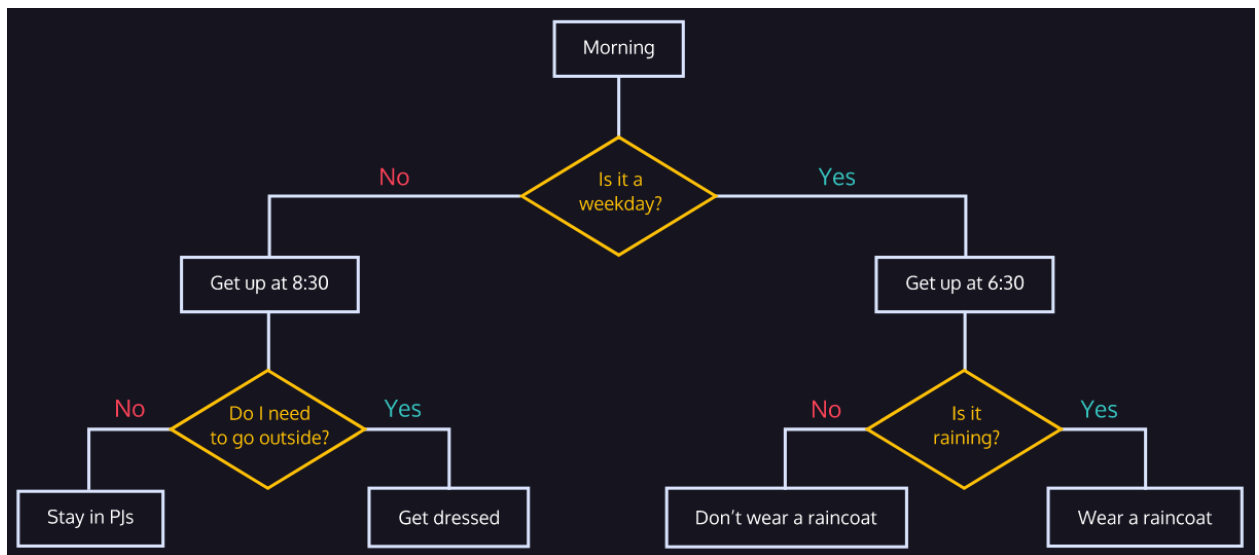 Morning
Is it a
weekday?
No
Yes
Get up at 8:30
Get up at 6:30
Do I need
to go outside?
No
Yes
Is it
raining?
No
Yes
Stay in PJs
Get dressed
Don't wear a raincoat
Wear a raincoat